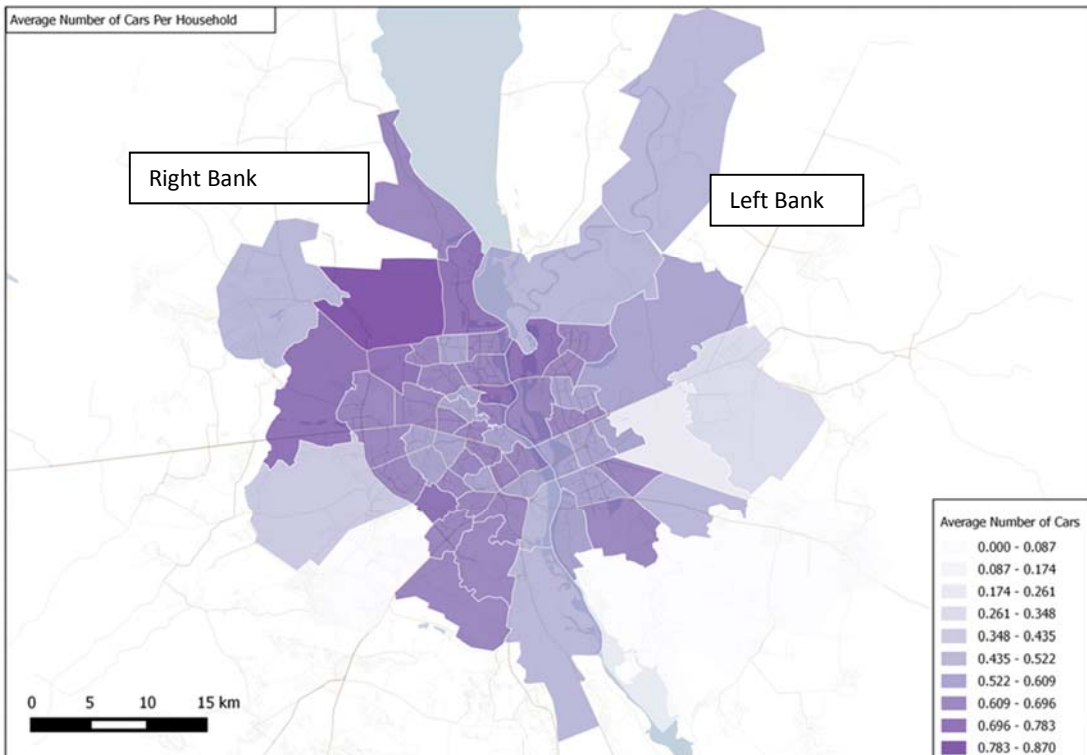 Average Number of Cars Per Household
Right Bank
Left Bank
Average Number of Cars
0.000 - 0.087
0.087 - 0.174
0.174 - 0.261
0.261 - 0.348
0.348 - 0.435
0.435 - 0.522
0.522 - 0.609
0.609 - 0.696
0.696 - 0.783
0.783 - 0.870
0 5 10 15 km